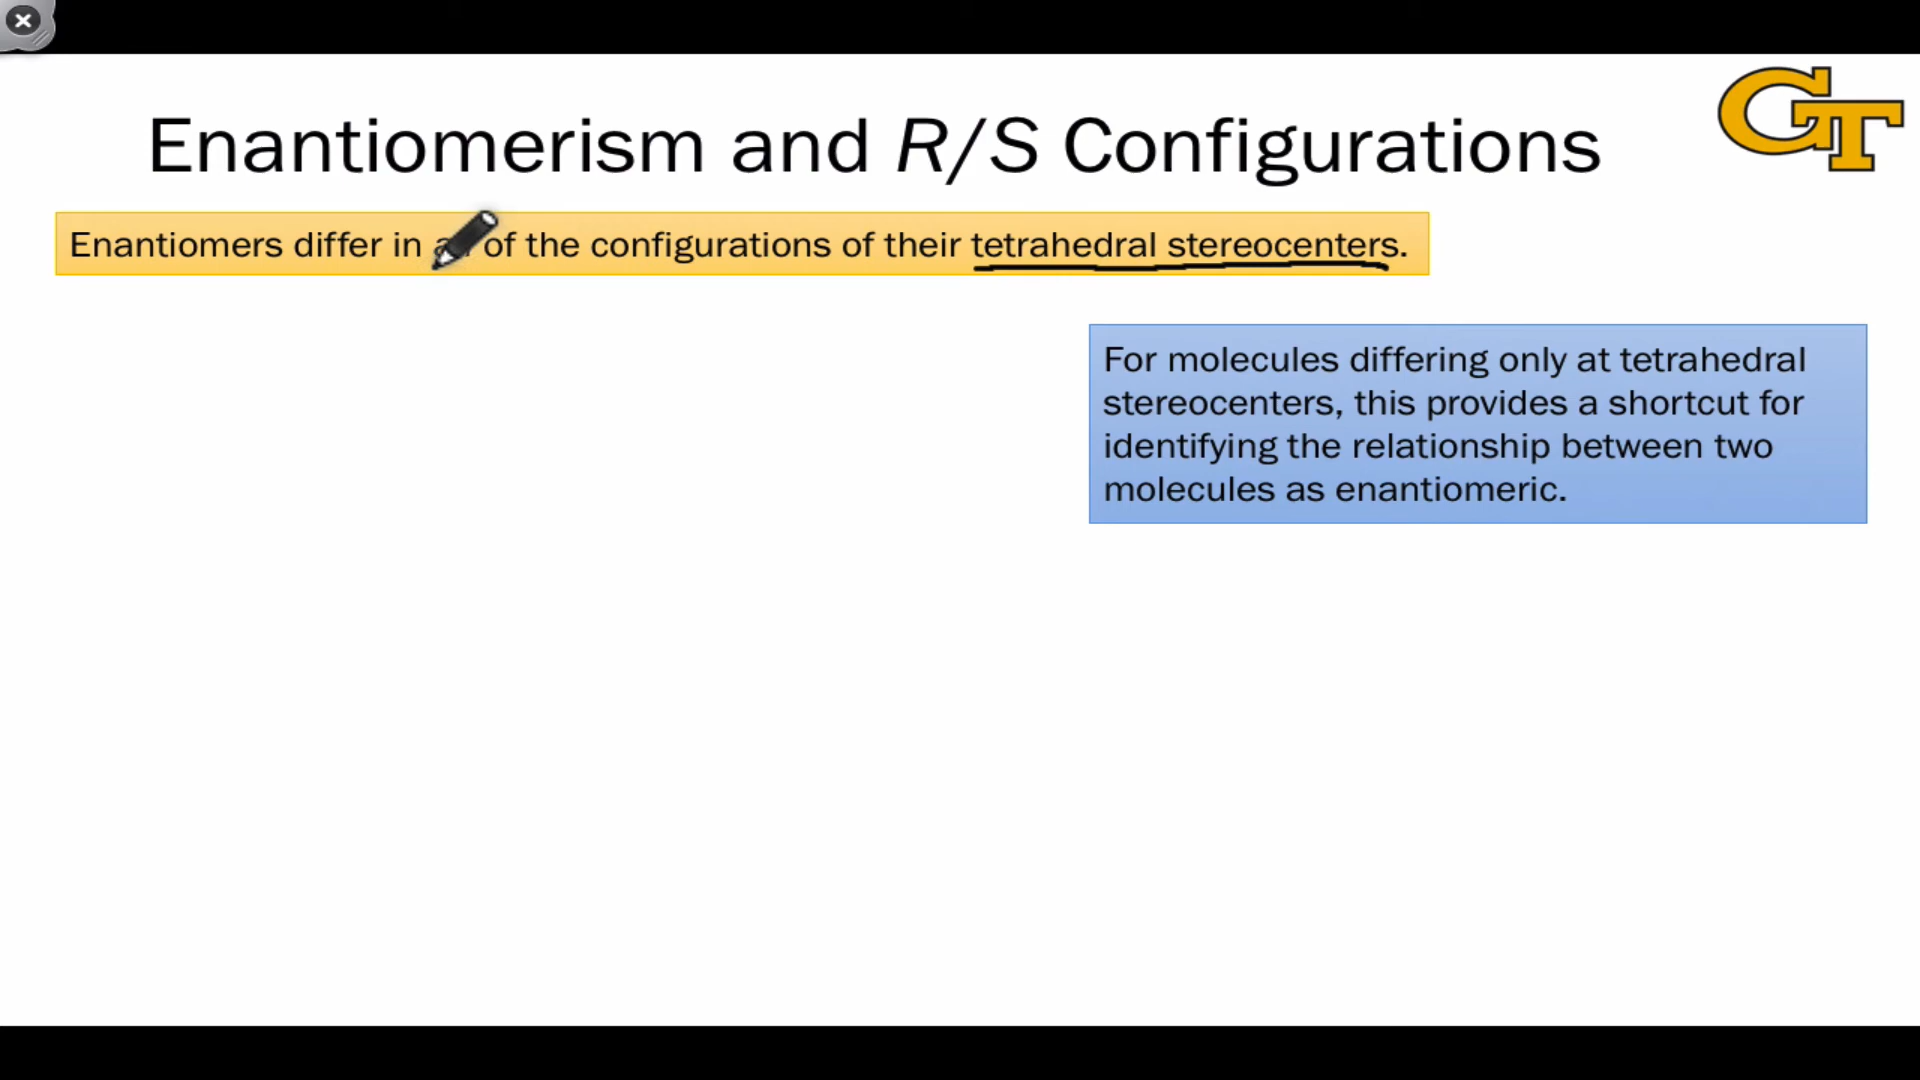 GT
Enantiomerism and R/S Configurations
Enantiomers differ in of the configurations of their tetrahedral stereocenters.
For molecules differing only at tetrahedral
stereocenters, this provides a shortcut for
identifying the relationship between two
molecules as enantiomeric.